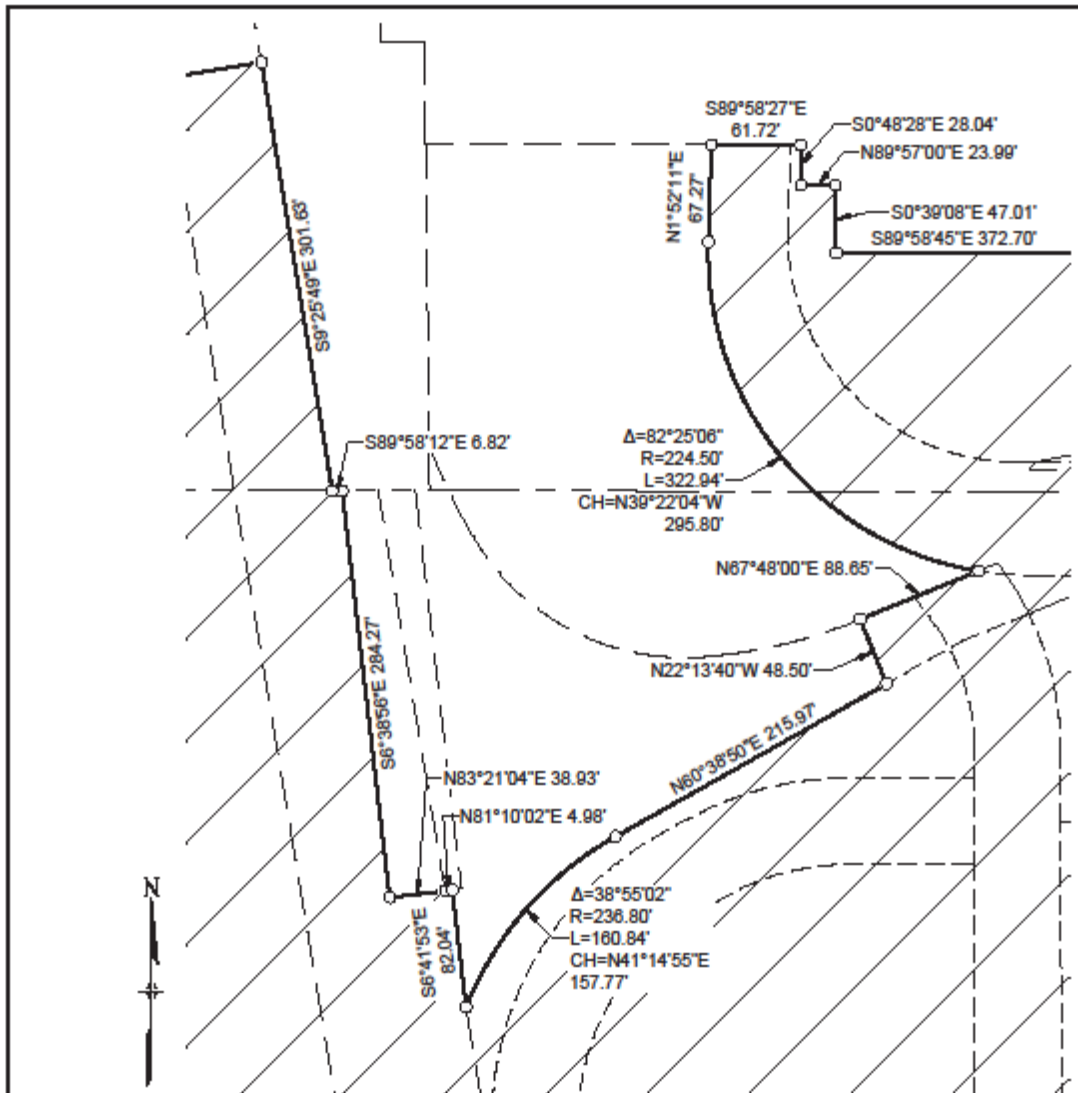 S89°58'27"E
61.72'
S0°48'28"E 28.04'
N89°57'00"E 23.99'
N1°52'11"E
67.27'
S0°39'08"E 47.01'
S89°58'45"E 372.70'
S9°25'49"E 301.63'
S89°58'12"E 6.82'
Δ=82°25'06"
R=224.50'
L=322.94'
CH=N39°22'04"W
295.80'
N67°48'00"E 88.65'
N22°13'40"W 48.50'
S6°38'56"E 284.27'
N60°38'50"E 215.97'
N83°21'04"E 38.93'
N81°10'02"E 4.98'
N
S6°41'53"E
82.04'
Δ=38°55'02"
R=236.80'
L=160.84'
CH=N41°14'55"E
157.77'